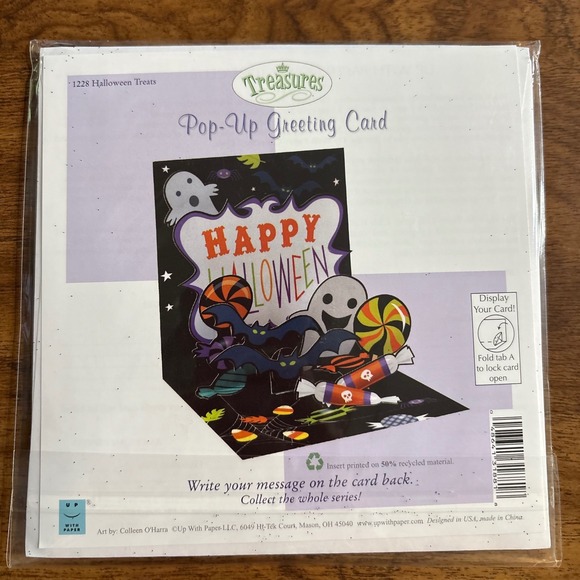 1228 Halloween Treats
Treasures
Pop-Up Greeting Card
HAPPY
HALLOWEEN
Display
Your Card!
Fold tab A
to lock card
open
Insert printed on 50% recycled material.
Write your message on the card back.
Collect the whole series!
UP
WITH
PAPER
Art by: Colleen O'Harra ©Up With Paper-LLC, 6049 Hi-Tek Court, Mason, OH 45040 www.upwithpaper.com. Designed in USA, made in China.